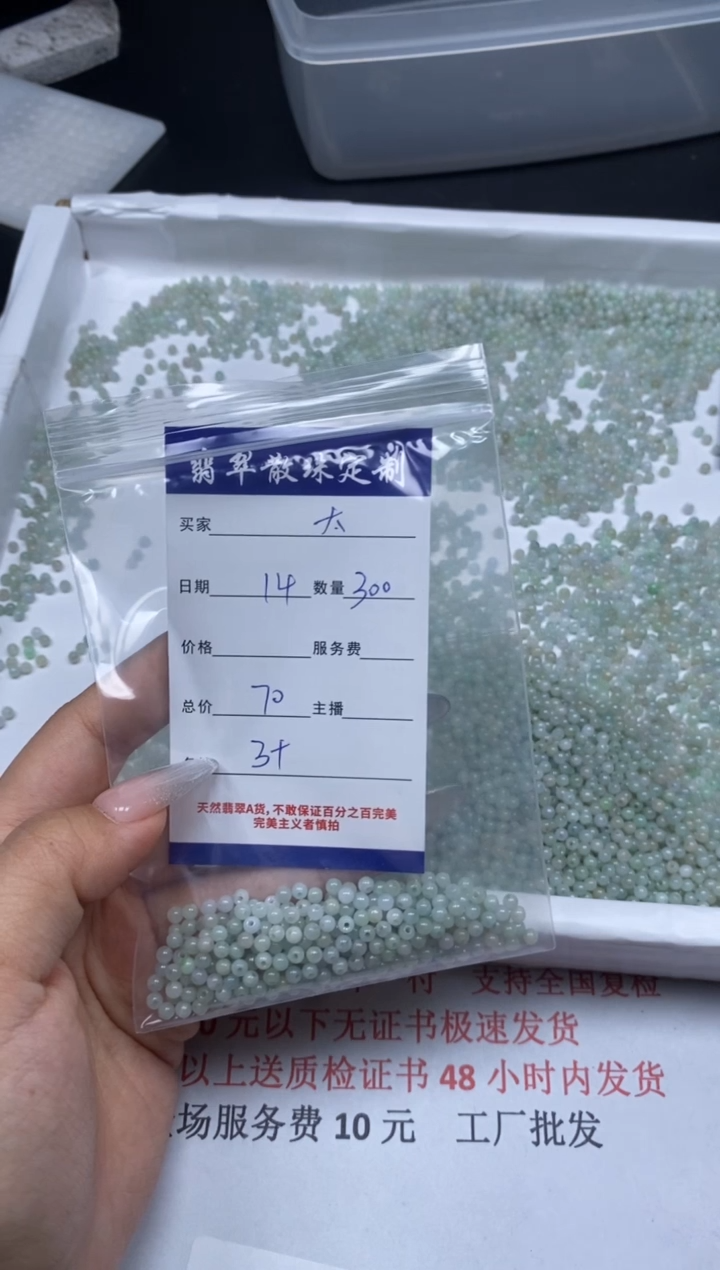 翡翠散珠定制
买家 太
日期 14 数量 300
价格 服务费
总价 70 主播
3十
天然翡翠A货，不敢保证百分之百完美
完美主义者慎拍
付 支持全国复检
0元以下无证书极速发货
以上送质检证书 48 小时内发货
场服务费 10 元 工厂批发